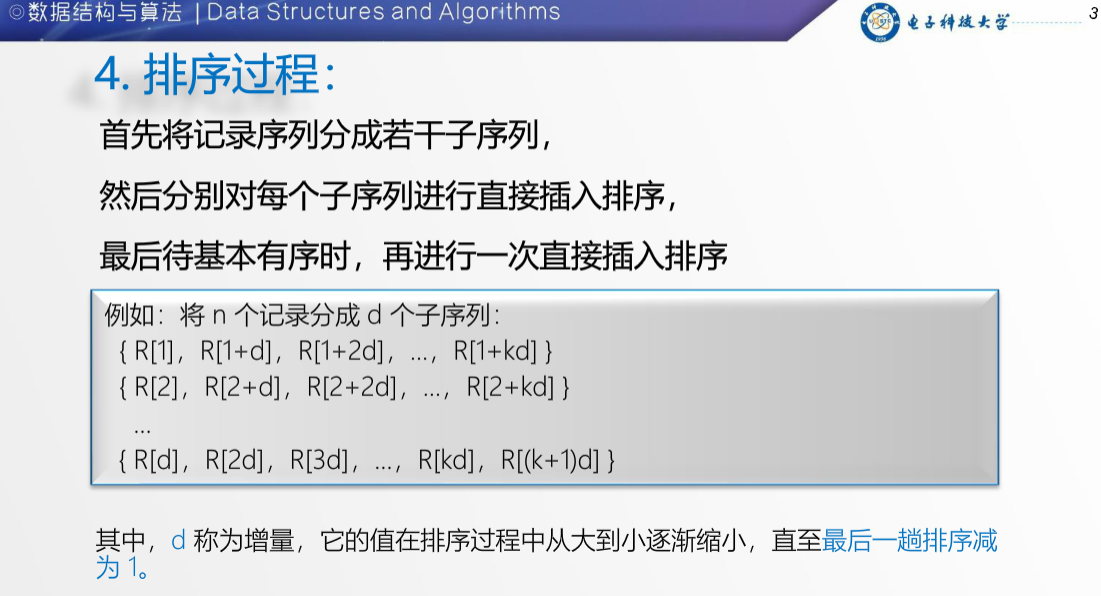 ◎数据结构与算法 | Data Structures and Algorithms
电子科技大学
3
4. 排序过程：
首先将记录序列分成若干子序列，
然后分别对每个子序列进行直接插入排序，
最后待基本有序时，再进行一次直接插入排序
例如：将 n 个记录分成 d 个子序列：
{ R[1]，R[1+d]，R[1+2d]，…，R[1+kd] }
{ R[2]，R[2+d]，R[2+2d]，…，R[2+kd] }
…
{ R[d]，R[2d]，R[3d]，…，R[kd]，R[(k+1)d] }
其中，d 称为增量，它的值在排序过程中从大到小逐渐缩小，直至最后一趟排序减
为 1。